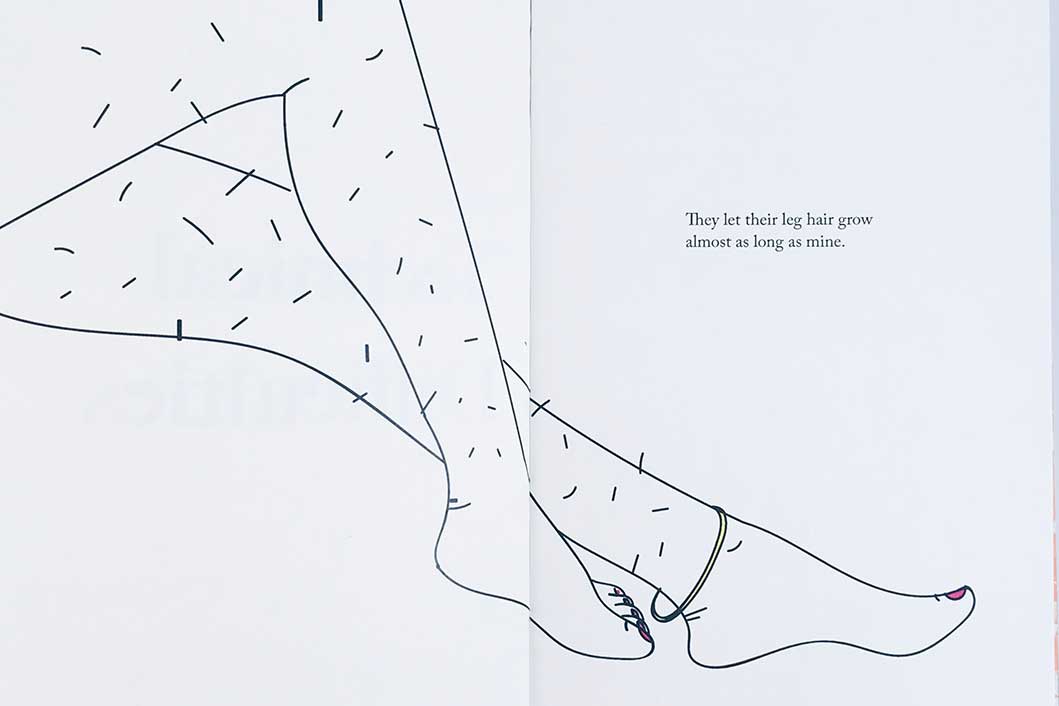 They let their leg hair grow
almost as long as mine.